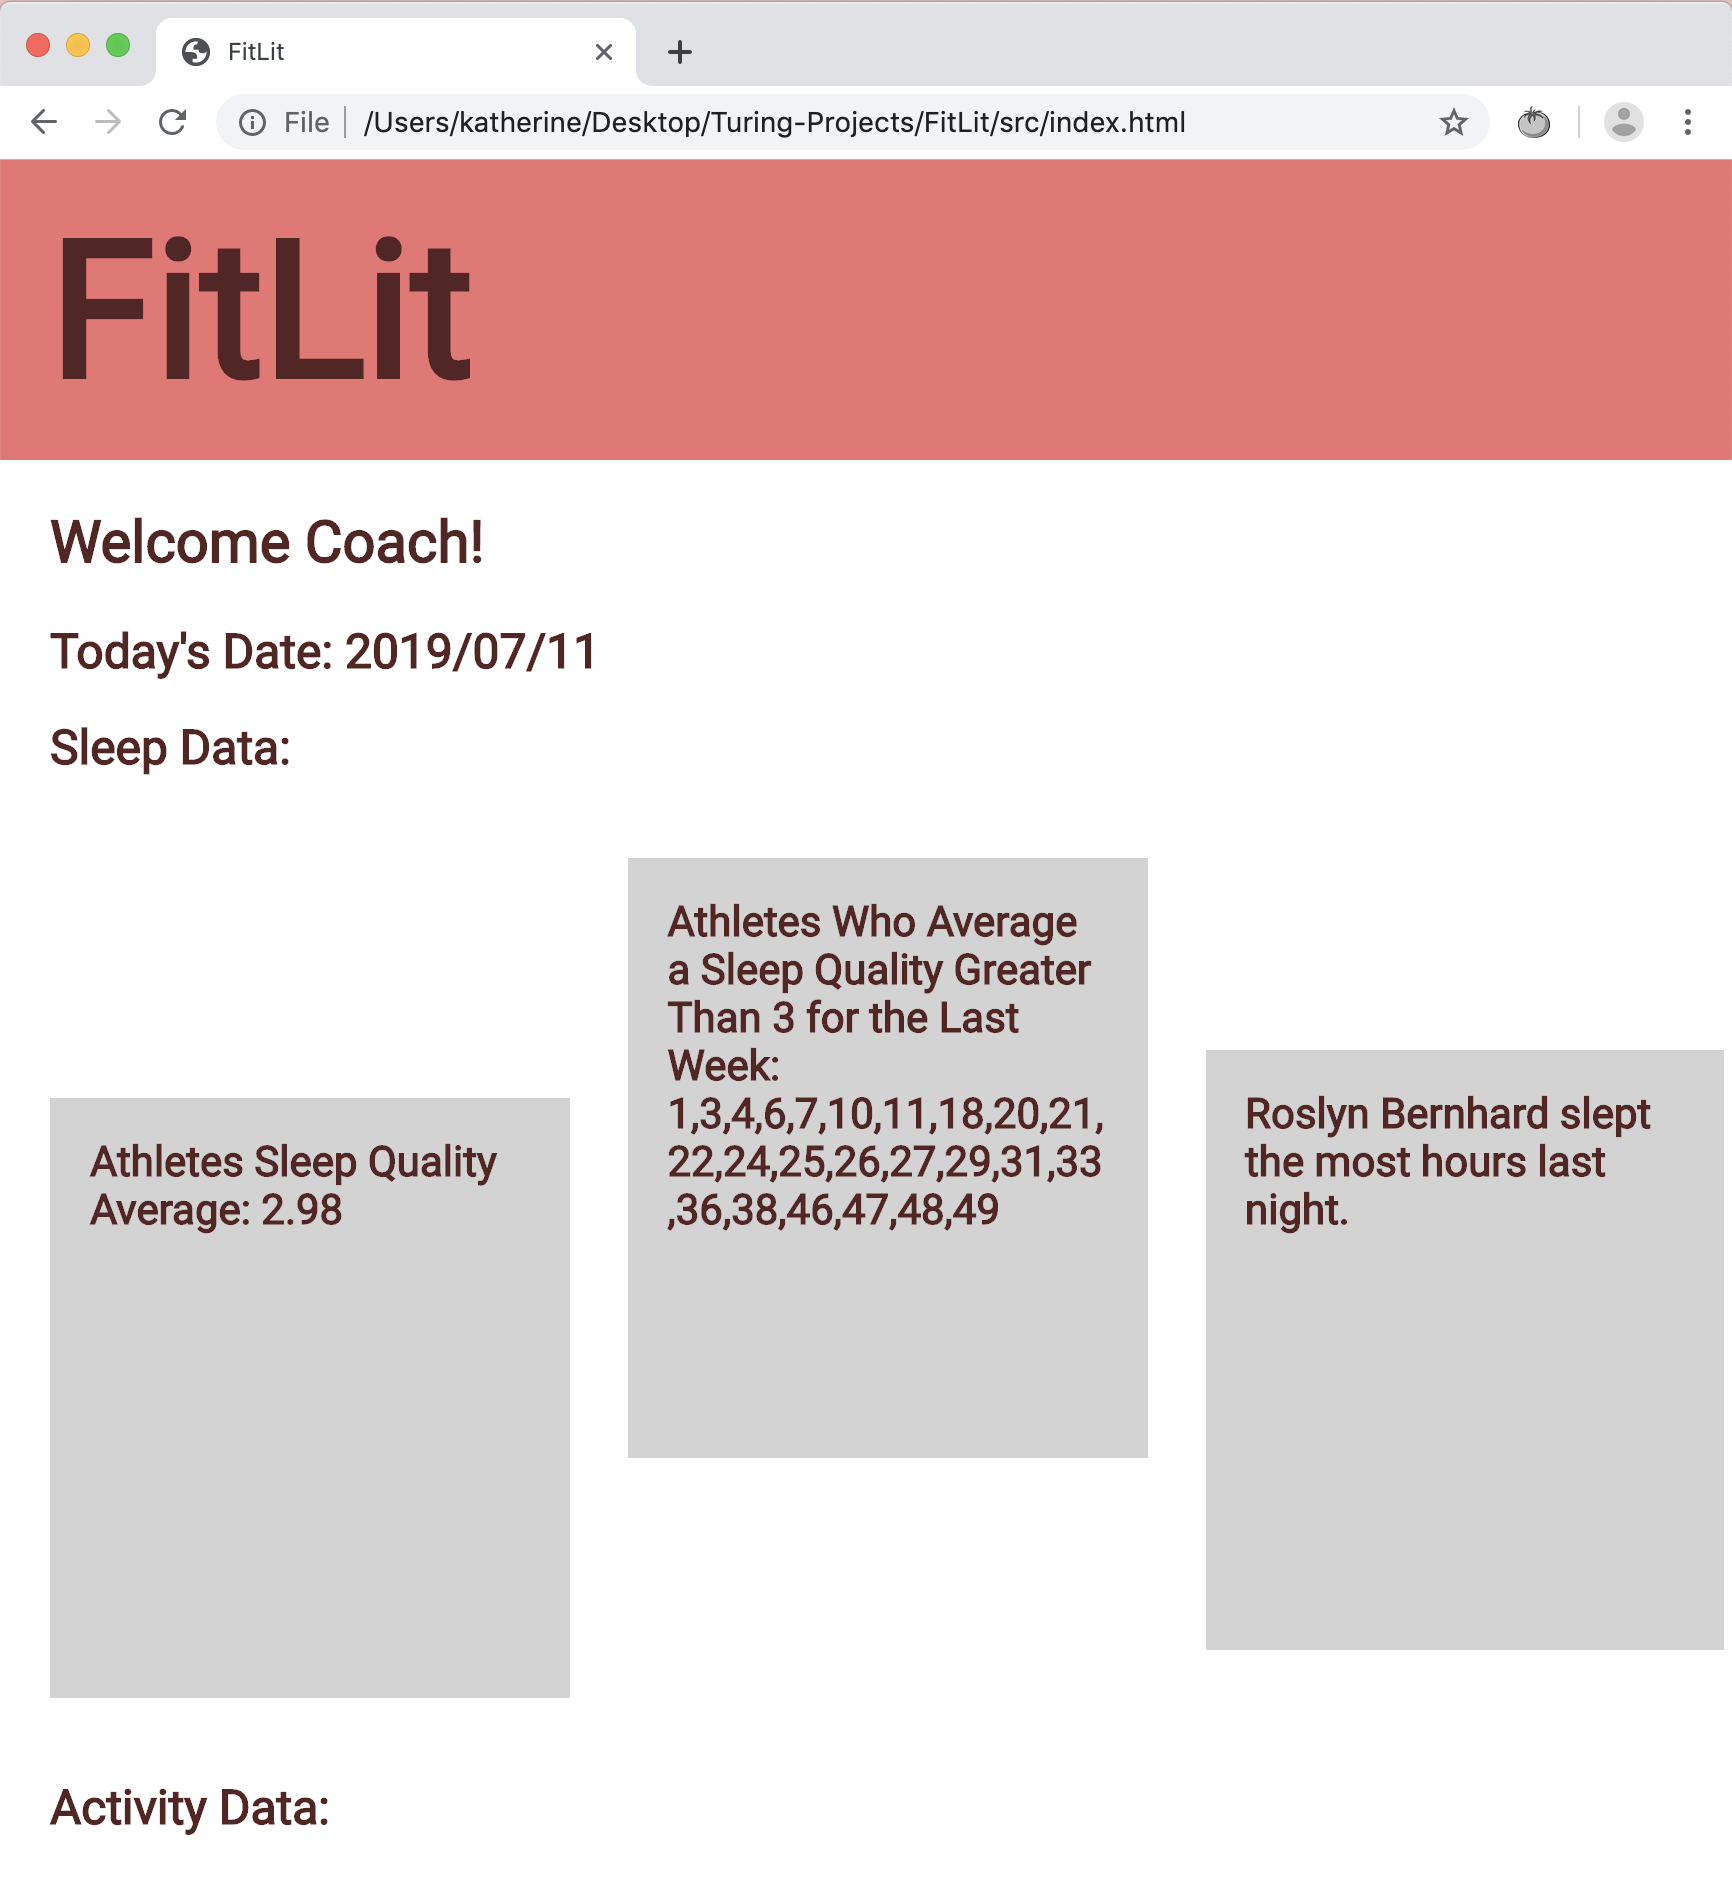 FitLit
File
/Users/katherine/Desktop/Turing-Projects/FitLit/src/index.html
FitLit
Welcome Coach!
Today's Date: 2019/07/11
Sleep Data:
Athletes Sleep Quality
Average: 2.98
Athletes Who Average
a Sleep Quality Greater
Than 3 for the Last
Week:
1,3,4,6,7,10,11,18,20,21,
22,24,25,26,27,29,31,33
,36,38,46,47,48,49
Roslyn Bernhard slept
the most hours last
night.
Activity Data: